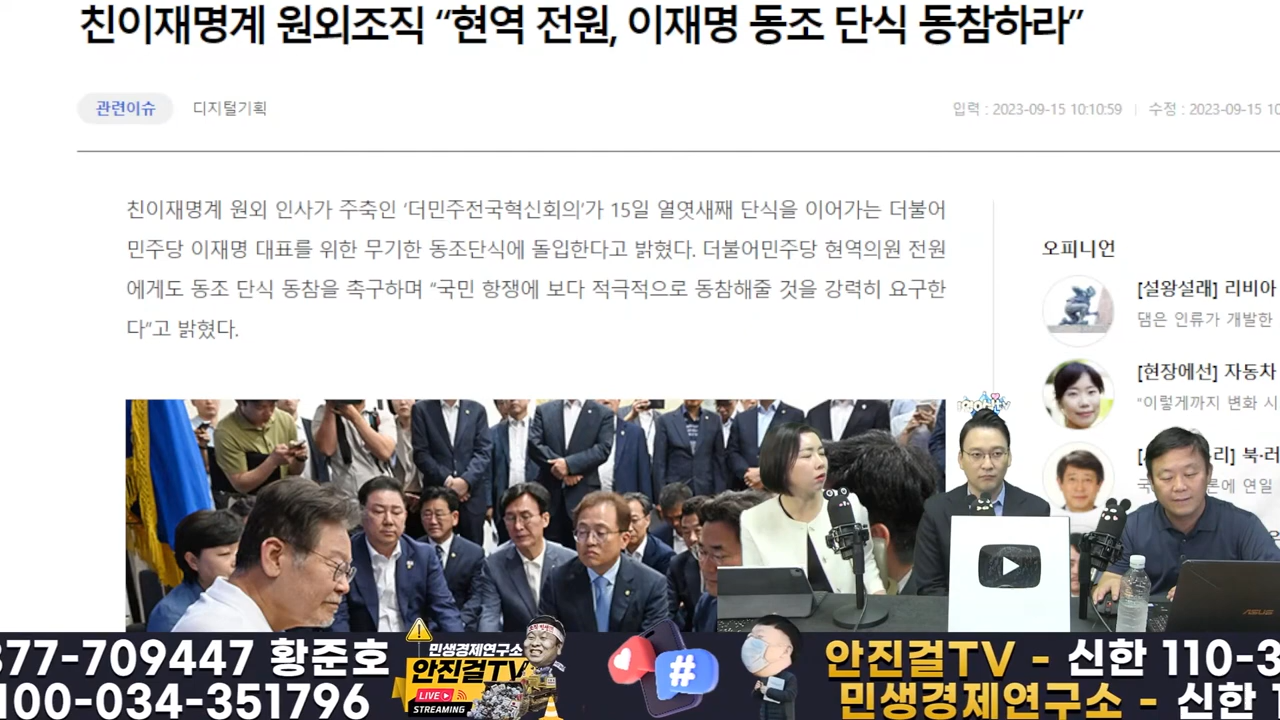 친이재명계 원외조직 “현역 전원, 이재명 동조 단식 동참하라”
관련이슈 디지털기획
입력 : 2023-09-15 10:10:59 수정 : 2023-09-15 10
친이재명계 원외 인사가 주축인 ‘더민주전국혁신회의’가 15일 열엿새째 단식을 이어가는 더불어
민주당 이재명 대표를 위한 무기한 동조단식에 돌입한다고 밝혔다. 더불어민주당 현역의원 전원
에게도 동조 단식 동참을 촉구하며 “국민 항쟁에 보다 적극적으로 동참해줄 것을 강력히 요구한
다”고 밝혔다.
오피니언
[설왕설래] 리비아
댐은 인류가 개발한
[현장에선] 자동차
“이렇게까지 변화 시
북·러
에 연일
ASUS
377-709447 황준호
100-034-351796
민생경제연구소
안진걸TV
LIVE
STREAMING
#
안진걸TV - 신한 110-3
민생경제연구소 - 신한 1